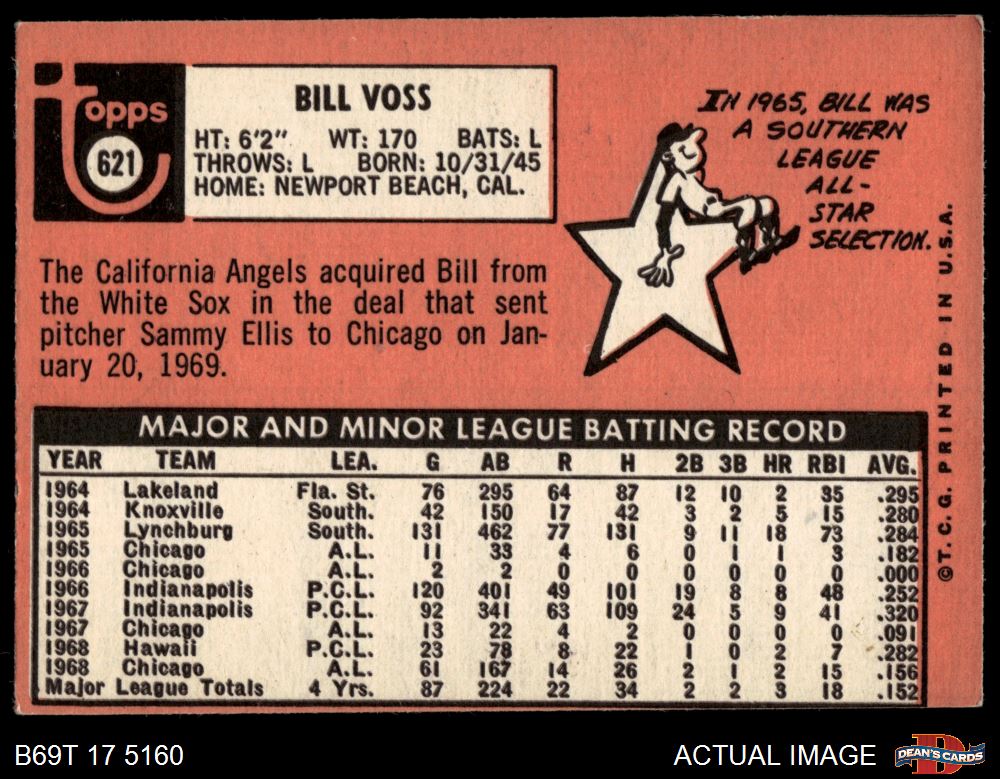 Topps
621
BILL VOSS
HT: 6'2" WT: 170 BATS: L
THROWS: L BORN: 10/31/45
HOME: NEWPORT BEACH, CAL.
IN 1965, BILL WAS
A SOUTHERN
LEAGUE
ALL-
STAR
SELECTION.
The California Angels acquired Bill from
the White Sox in the deal that sent
pitcher Sammy Ellis to Chicago on Jan-
uary 20, 1969.
MAJOR AND MINOR LEAGUE BATTING RECORD
YEAR TEAM LEA. G AB R H 2B 3B HR RBI AVG.
1964 Lakeland Fla. St. 76 295 64 87 12 10 2 35 .295
1964 Knoxville South. 42 150 17 42 3 2 5 15 .280
1965 Lynchburg South. 131 462 77 131 9 11 18 73 .284
1965 Chicago A.L. 11 33 4 6 0 1 1 3 .182
1966 Chicago A.L. 2 2 0 0 0 0 0 0 .000
1966 Indianapolis P.C.L. 120 401 49 101 19 8 8 48 .252
1967 Indianapolis P.C.L. 92 341 63 109 24 5 9 41 .320
1967 Chicago A.L. 13 22 4 2 0 0 0 0 .091
1968 Hawaii P.C.L. 23 78 8 22 1 0 2 7 .282
1968 Chicago A.L. 61 167 14 26 2 1 2 15 .156
Major League Totals 4 Yrs. 87 224 22 34 2 2 3 18 .152
©T.C.G. PRINTED IN U.S.A.
B69T 17 5160
ACTUAL IMAGE
DEAN'S CARDS